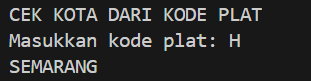 CEK KOTA DARI KODE PLAT
Masukkan kode plat: H
SEMARANG